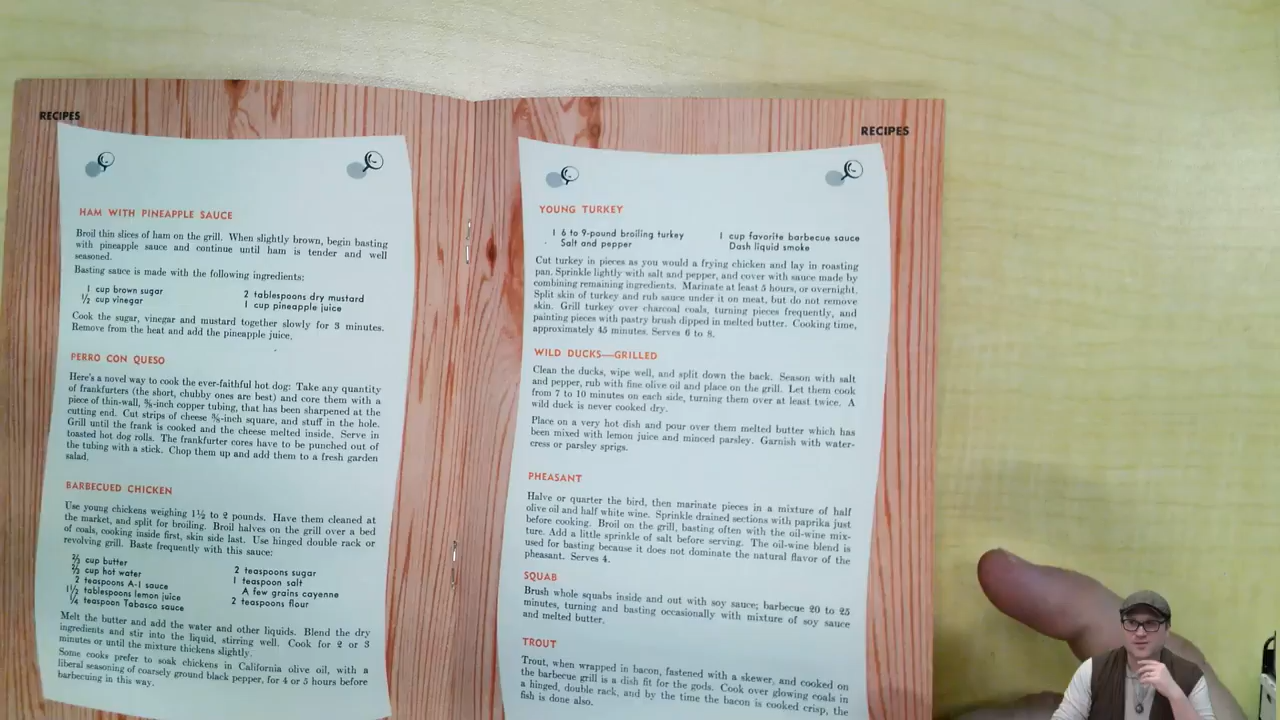 RECIPES
HAM WITH PINEAPPLE SAUCE
Broil thin slices of ham on the grill. When slightly brown, begin basting
with pineapple sauce and continue until ham is tender and well
seasoned.
Basting sauce is made with the following ingredients:
1 cup brown sugar
½ cup vinegar
2 tablespoons dry mustard
1 cup pineapple juice
Cook the sugar, vinegar and mustard together slowly for 3 minutes.
Remove from the heat and add the pineapple juice.
PERRO CON QUESO
Here's a novel way to cook the ever-faithful hot dog: Take any quantity
of frankfurters (the short, chubby ones are best) and core them with a
piece of thin-wall, ⅜-inch copper tubing, that has been sharpened at the
cutting end. Cut strips of cheese ⅜-inch square, and stuff in the hole.
Grill until the frank is cooked and the cheese melted inside. Serve in
toasted hot dog rolls. The frankfurter cores have to be punched out of
the tubing with a stick. Chop them up and add them to a fresh garden
salad.
BARBECUED CHICKEN
Use young chickens weighing 1½ to 2 pounds. Have them cleaned at
the market, and split for broiling. Broil halves on the grill over a bed
of coals, cooking inside first, skin side last. Use hinged double rack or
revolving grill. Baste frequently with this sauce:
⅔ cup butter
⅔ cup hot water
2 teaspoons A-1 sauce
1½ tablespoons lemon juice
¼ teaspoon Tabasco sauce
2 teaspoons sugar
1 teaspoon salt
A few grains cayenne
2 teaspoons flour
Melt the butter and add the water and other liquids. Blend the dry
ingredients and stir into the liquid, stirring well. Cook for 2 or 3
minutes or until the mixture thickens slightly.
Some cooks prefer to soak chickens in California olive oil, with a
liberal seasoning of coarsely ground black pepper, for 4 or 5 hours before
barbecuing in this way.
RECIPES
YOUNG TURKEY
1 6 to 9-pound broiling turkey
Salt and pepper
1 cup favorite barbecue sauce
Dash liquid smoke
Cut turkey in pieces as you would a frying chicken and lay in roasting
pan. Sprinkle lightly with salt and pepper, and cover with sauce made by
combining remaining ingredients. Marinate at least 5 hours, or overnight.
Split skin of turkey and rub sauce under it on meat, but do not remove
skin. Grill turkey over charcoal coals, turning pieces frequently, and
painting pieces with pastry brush dipped in melted butter. Cooking time,
approximately 45 minutes. Serves 6 to 8.
WILD DUCKS—GRILLED
Clean the ducks, wipe well, and split down the back. Season with salt
and pepper, rub with fine olive oil and place on the grill. Let them cook
from 7 to 10 minutes on each side, turning them over at least twice. A
wild duck is never cooked dry.
Place on a very hot dish and pour over them melted butter which has
been mixed with lemon juice and minced parsley. Garnish with water-
cress or parsley sprigs.
PHEASANT
Halve or quarter the bird, then marinate pieces in a mixture of half
olive oil and half white wine. Sprinkle drained sections with paprika just
before cooking. Broil on the grill, basting often with the oil-wine mix-
ture. Add a little sprinkle of salt before serving. The oil-wine blend is
used for basting because it does not dominate the natural flavor of the
pheasant. Serves 4.
SQUAB
Brush whole squabs inside and out with soy sauce; barbecue 20 to 25
minutes, turning and basting occasionally with mixture of soy sauce
and melted butter.
TROUT
Trout, when wrapped in bacon, fastened with a skewer, and cooked on
the barbecue grill is a dish fit for the gods. Cook over glowing coals in
a hinged, double rack, and by the time the bacon is cooked crisp, the
fish is done also.